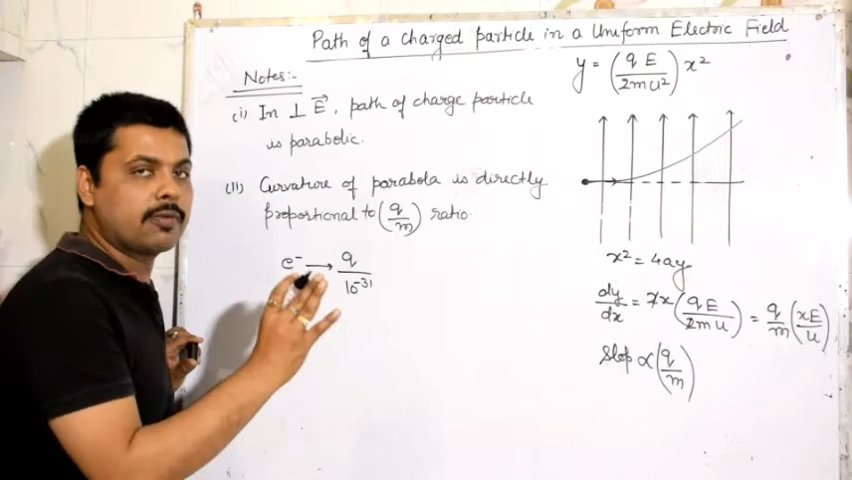 Path of a charged particle in a Uniform Electric Field
Notes:-
(i) In ⊥ E⃗, path of charge particle
is parabolic.
(ii) Curvature of parabola is directly
proportional to (q/m) ratio.
e⁻ → q/10⁻³¹
y = (qE/2mu²) x²
x² = 4ay
dy/dx = 2x (qE/2mu) = q/m (xE/u)
Slop ∝ (q/m)